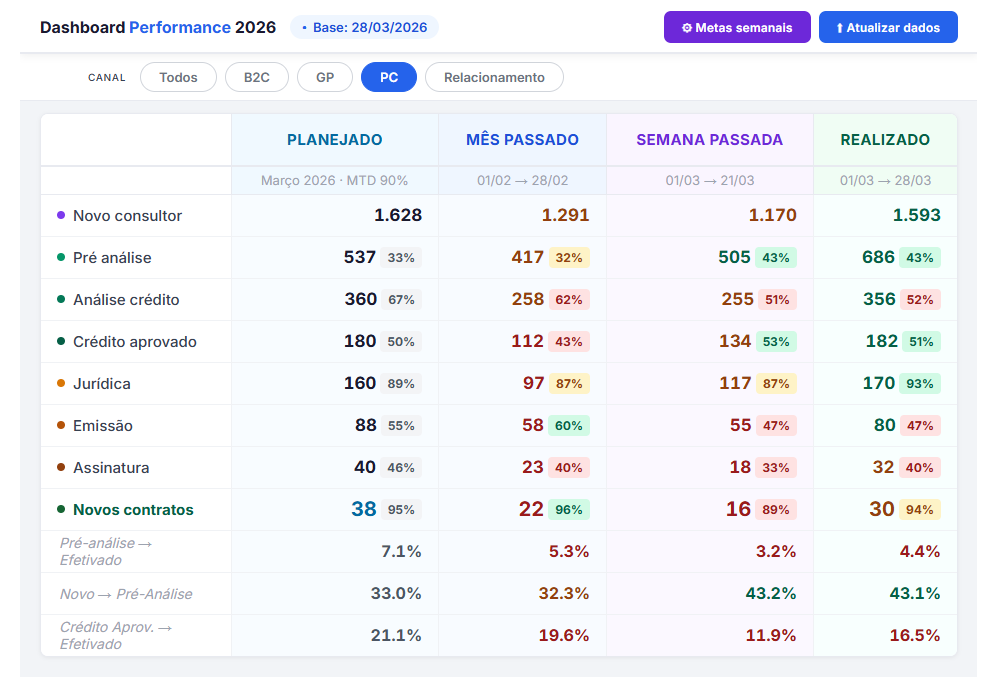 Dashboard Performance 2026
• Base: 28/03/2026
⚙ Metas semanais
⬆ Atualizar dados
CANAL
Todos
B2C
GP
PC
Relacionamento
PLANEJADO MÊS PASSADO SEMANA PASSADA REALIZADO
Março 2026 · MTD 90% 01/02 → 28/02 01/03 → 21/03 01/03 → 28/03
Novo consultor 1.628 1.291 1.170 1.593
Pré análise 537 33% 417 32% 505 43% 686 43%
Análise crédito 360 67% 258 62% 255 51% 356 52%
Crédito aprovado 180 50% 112 43% 134 53% 182 51%
Jurídica 160 89% 97 87% 117 87% 170 93%
Emissão 88 55% 58 60% 55 47% 80 47%
Assinatura 40 46% 23 40% 18 33% 32 40%
Novos contratos 38 95% 22 96% 16 89% 30 94%
Pré-análise →
Efetivado 7.1% 5.3% 3.2% 4.4%
Novo → Pré-Análise 33.0% 32.3% 43.2% 43.1%
Crédito Aprov. →
Efetivado 21.1% 19.6% 11.9% 16.5%